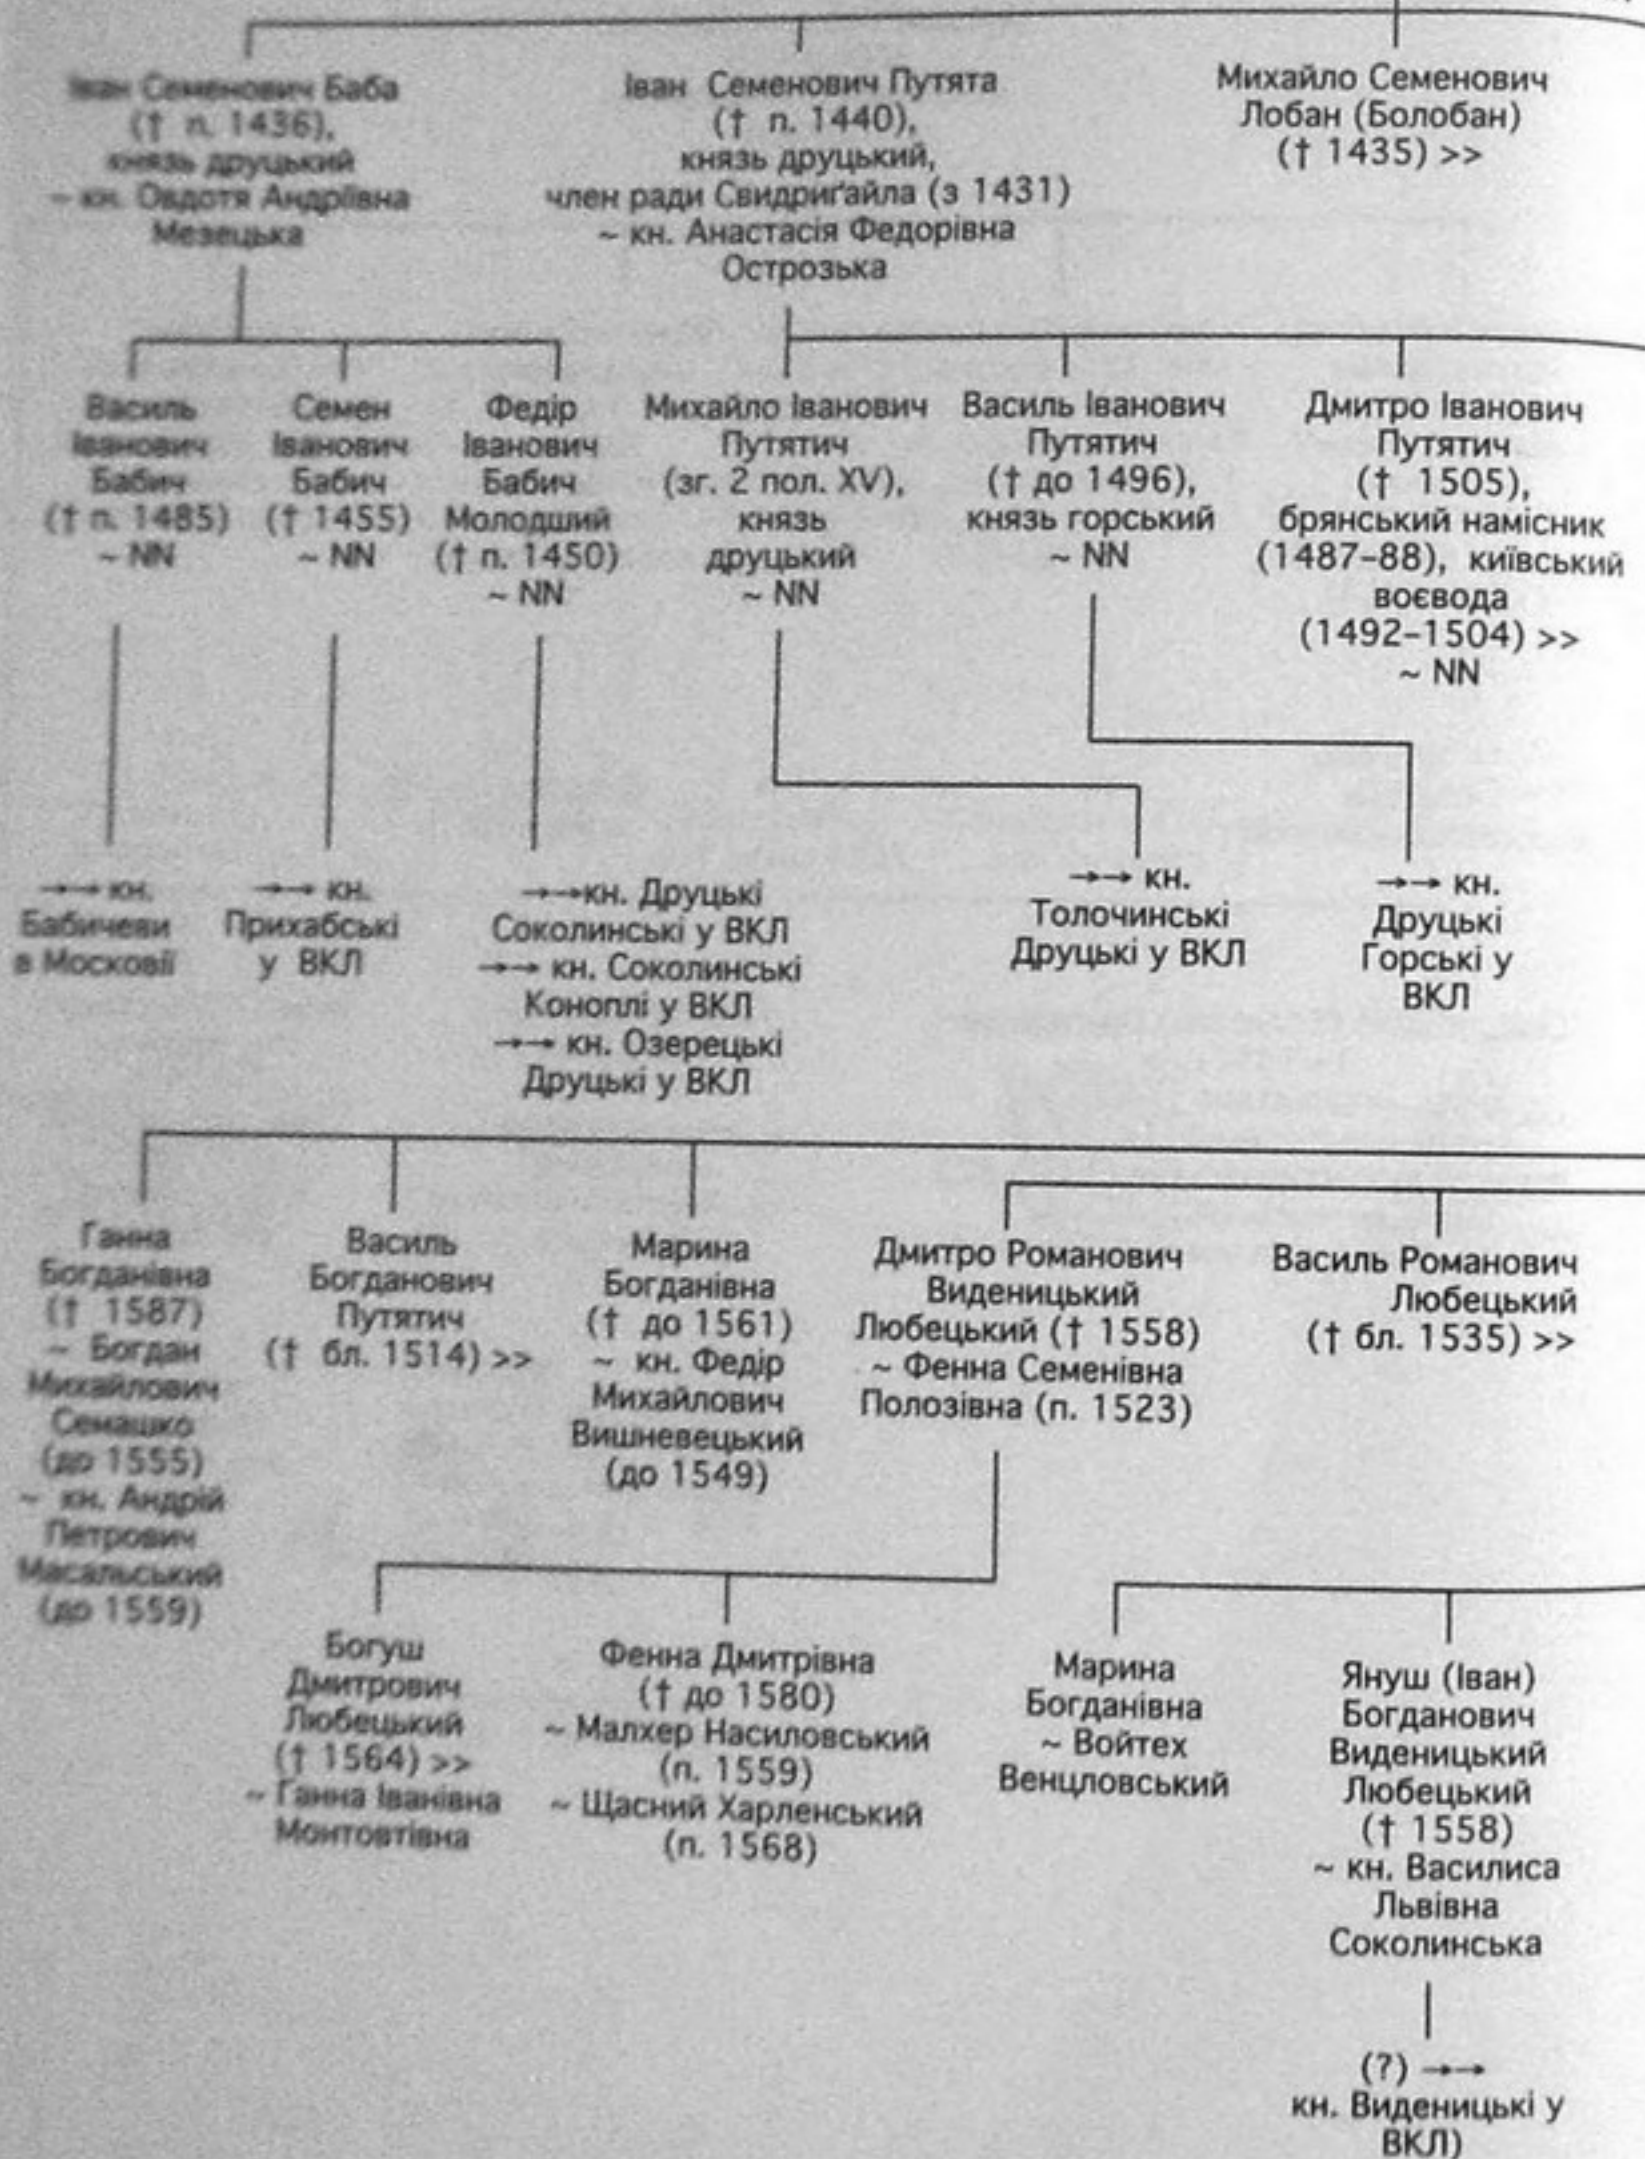 Іван Семенович Баба
(† п. 1436),
князь друцький
~ кн. Овдотя Андріївна
Мезецька
Іван Семенович Путята
(† п. 1440),
князь друцький,
член ради Свидриґайла (з 1431)
~ кн. Анастасія Федорівна
Острозька
Михайло Семенович
Лобан (Болобан)
(† 1435) >>
Василь
Іванович
Бабич
(† п. 1485)
~ NN
Семен
Іванович
Бабич
(† 1455)
~ NN
Федір
Іванович
Бабич
Молодший
(† п. 1450)
~ NN
Михайло Іванович
Путятич
(зг. 2 пол. XV),
князь
друцький
~ NN
Василь Іванович
Путятич
(† до 1496),
князь горський
~ NN
Дмитро Іванович
Путятич
(† 1505),
брянський намісник
(1487–88), київський
воєвода
(1492–1504) >>
~ NN
→→ кн.
Бабичеви
в Московії
→→ кн.
Прихабські
у ВКЛ
→→кн. Друцькі
Соколинські у ВКЛ
→→ кн. Соколинські
Коноплі у ВКЛ
→→ кн. Озерецькі
Друцькі у ВКЛ
→→ кн.
Толочинські
Друцькі у ВКЛ
→→ кн.
Друцькі
Горські у
ВКЛ
Ганна
Богданівна
(† 1587)
~ Богдан
Михайлович
Семашко
(до 1555)
~ кн. Андрій
Петрович
Масальський
(до 1559)
Василь
Богданович
Путятич
(† бл. 1514) >>
Марина
Богданівна
(† до 1561)
~ кн. Федір
Михайлович
Вишневецький
(до 1549)
Дмитро Романович
Виденицький
Любецький († 1558)
~ Фенна Семенівна
Полозівна (п. 1523)
Василь Романович
Любецький
(† бл. 1535) >>
Богуш
Дмитрович
Любецький
(† 1564) >>
~ Ганна Іванівна
Монтовтівна
Фенна Дмитрівна
(† до 1580)
~ Малхер Насиловський
(п. 1559)
~ Щасний Харленський
(п. 1568)
Марина
Богданівна
~ Войтех
Венцловський
Януш (Іван)
Богданович
Виденицький
Любецький
(† 1558)
~ кн. Василиса
Львівна
Соколинська
(?) →→
кн. Виденицькі у
ВКЛ)